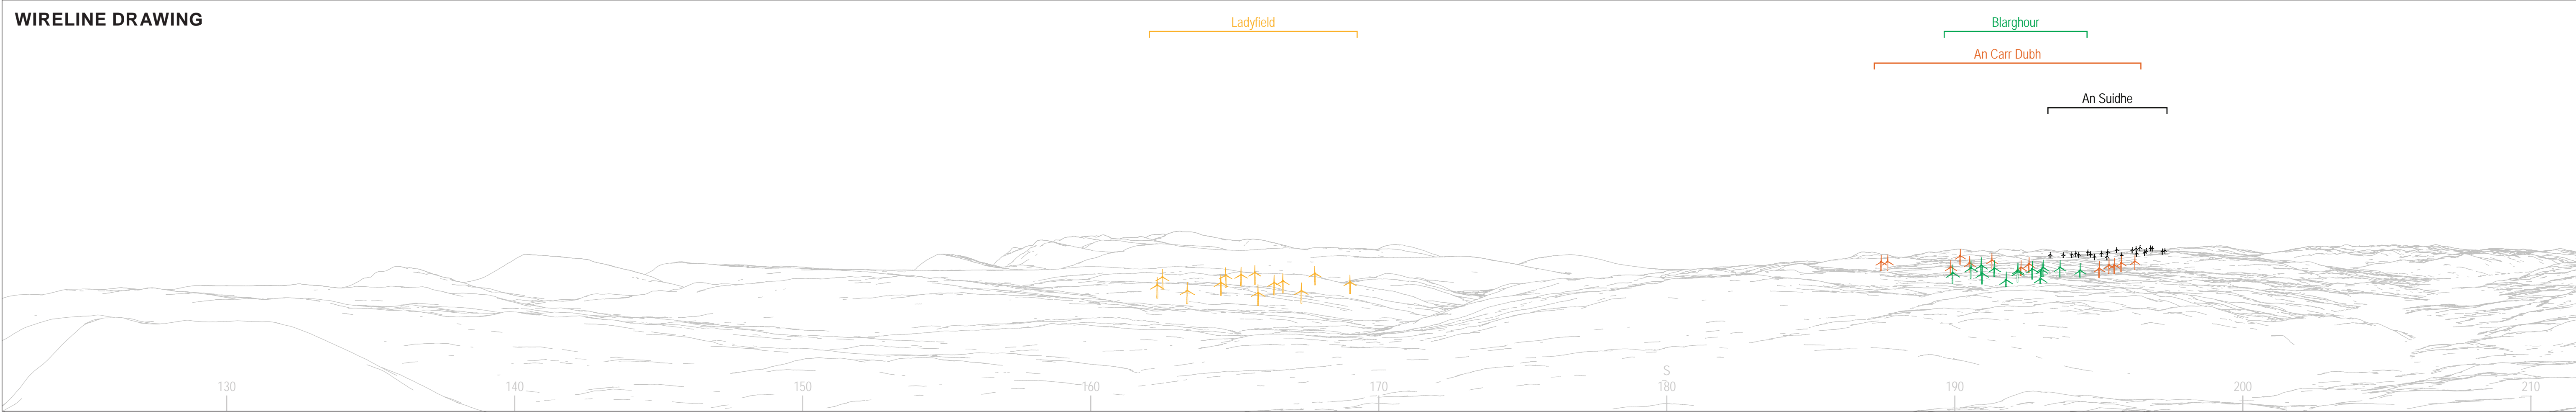 WIRELINE DRAWING
Ladyfield
Blarghour
An Carr Dubh
An Suidhe
S
130 140 150 160 170 180 190 200 210